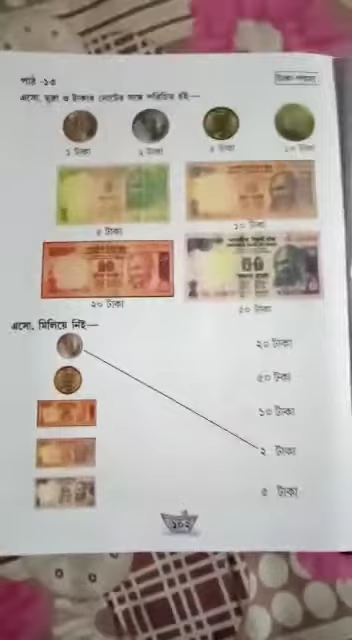 পাঠ -১৩
টাকা-পয়সা
এসো, মুদ্রা ও টাকার নোটের সঙ্গে পরিচিত হই—
১ টাকা ২ টাকা ৫ টাকা ১০ টাকা
৫ টাকা ১০ টাকা
২০ টাকা ৫০ টাকা
এসো, মিলিয়ে নিই—
২০ টাকা
৫০ টাকা
১০ টাকা
২ টাকা
৫ টাকা
১০২